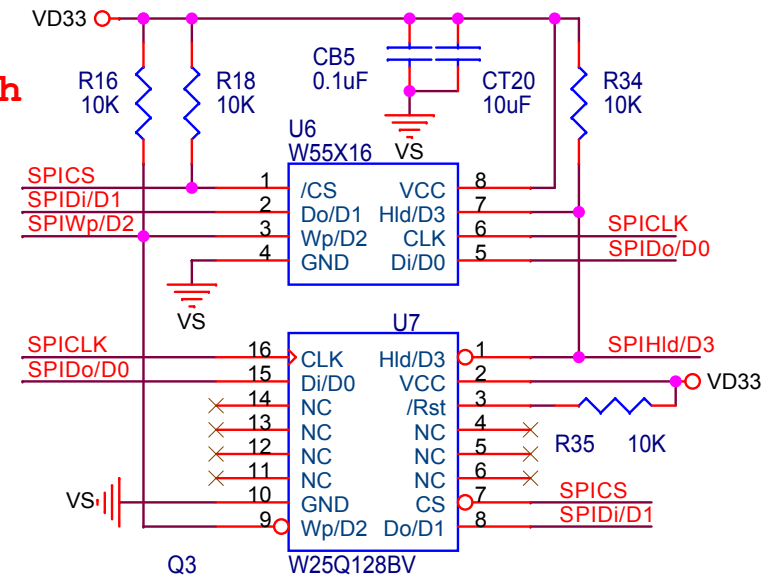 VD33
h
R16
10K
R18
10K
CB5
0.1uF
CT20
10uF
R34
10K
VS
U6
W55X16
SPICS 1 /CS VCC 8
SPIDi/D1 2 Do/D1 Hld/D3 7
SPIWp/D2 3 Wp/D2 CLK 6 SPICLK
4 GND Di/D0 5 SPIDo/D0
VS
U7
SPICLK 16 CLK Hld/D3 1 SPIHld/D3
SPIDo/D0 15 Di/D0 VCC 2 VD33
14 NC /Rst 3
13 NC NC 4
R35 10K
12 NC NC 5
11 NC NC 6
VS 10 GND CS 7 SPICS
9 Wp/D2 Do/D1 8 SPIDi/D1
Q3
W25Q128BV